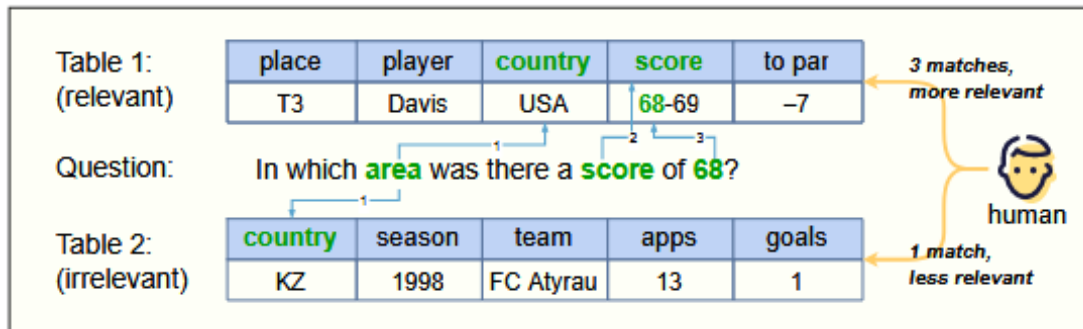 Table 1:
(relevant)
place player country score to par
T3 Davis USA 68-69 –7
3 matches,
more relevant
1 2 3
Question: In which area was there a score of 68?
1
human
Table 2:
(irrelevant)
country season team apps goals
KZ 1998 FC Atyrau 13 1
1 match,
less relevant